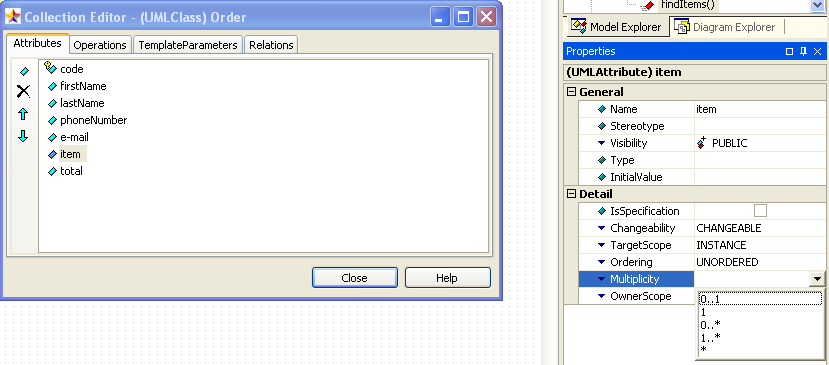 Collection Editor - (UMLClass) Order
Attributes Operations TemplateParameters Relations
code
firstName
lastName
phoneNumber
e-mail
item
total
Close Help
findItems()
Model Explorer Diagram Explorer
Properties
(UMLAttribute) item
General
Name item
Stereotype
Visibility PUBLIC
Type
InitialValue
Detail
IsSpecification
Changeability CHANGEABLE
TargetScope INSTANCE
Ordering UNORDERED
Multiplicity
OwnerScope
0..1
1
0..*
1..*
*